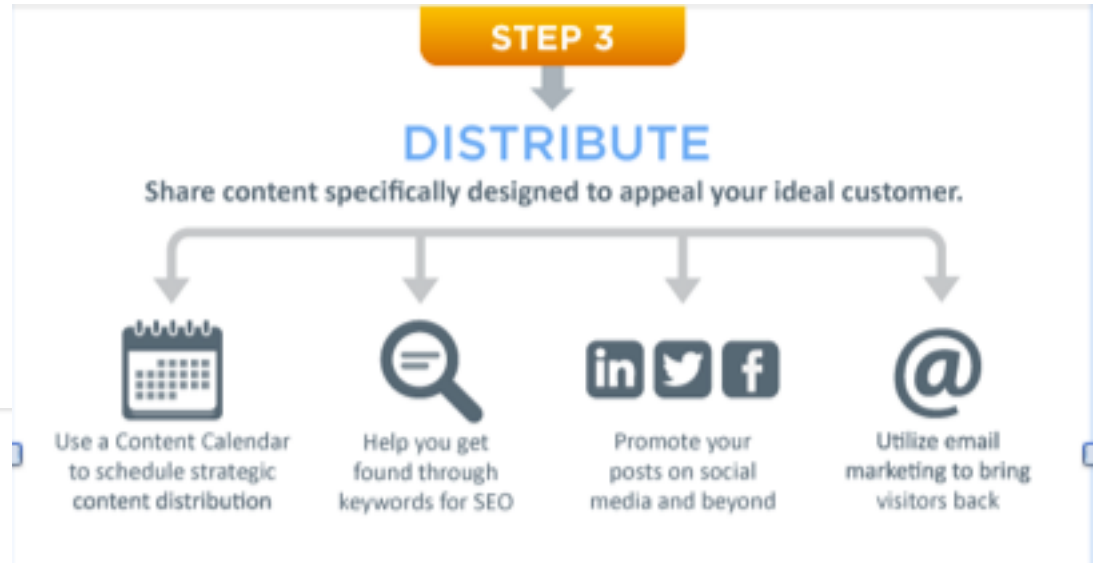 STEP 3
DISTRIBUTE
Share content specifically designed to appeal your ideal customer.
Use a Content Calendar
to schedule strategic
content distribution
Help you get
found through
keywords for SEO
in
f
Promote your
posts on social
media and beyond
@
Utilize email
marketing to bring
visitors back